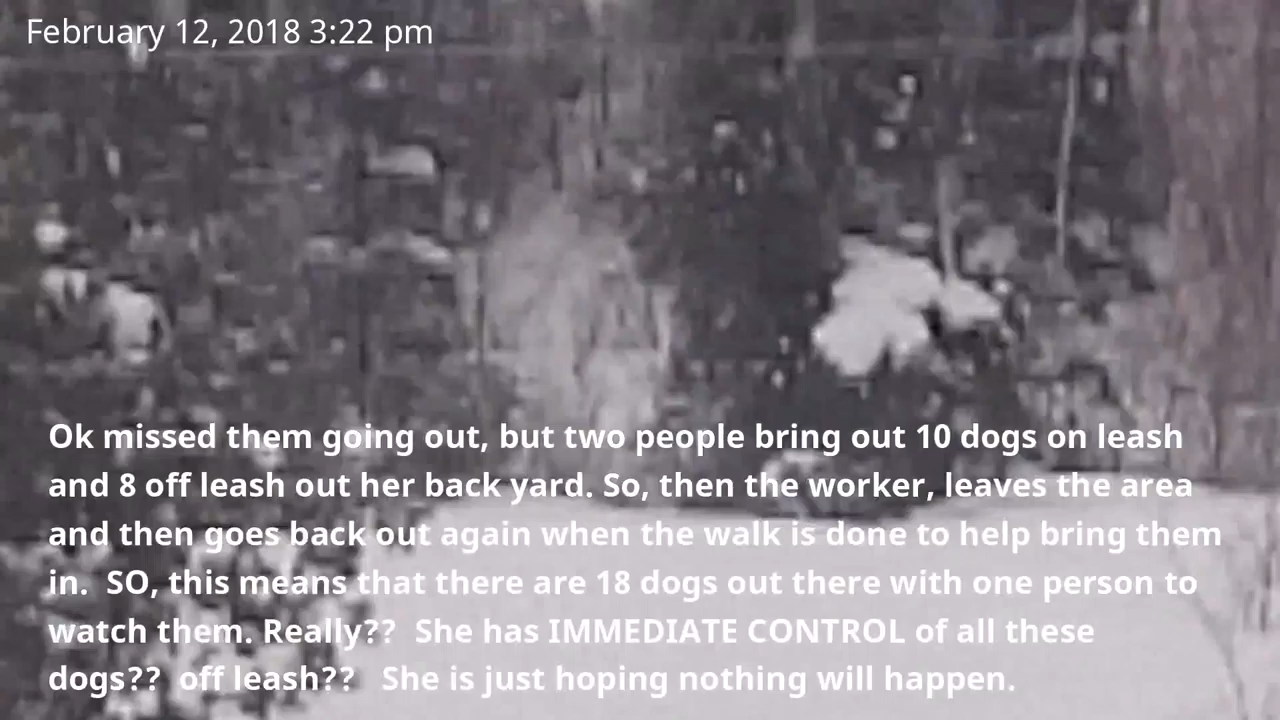 February 12, 2018 3:22 pm
Ok missed them going out, but two people bring out 10 dogs on leash
and 8 off leash out her back yard. So, then the worker, leaves the area
and then goes back out again when the walk is done to help bring them
in.  SO, this means that there are 18 dogs out there with one person to
watch them. Really??  She has IMMEDIATE CONTROL of all these
dogs??  off leash??   She is just hoping nothing will happen.